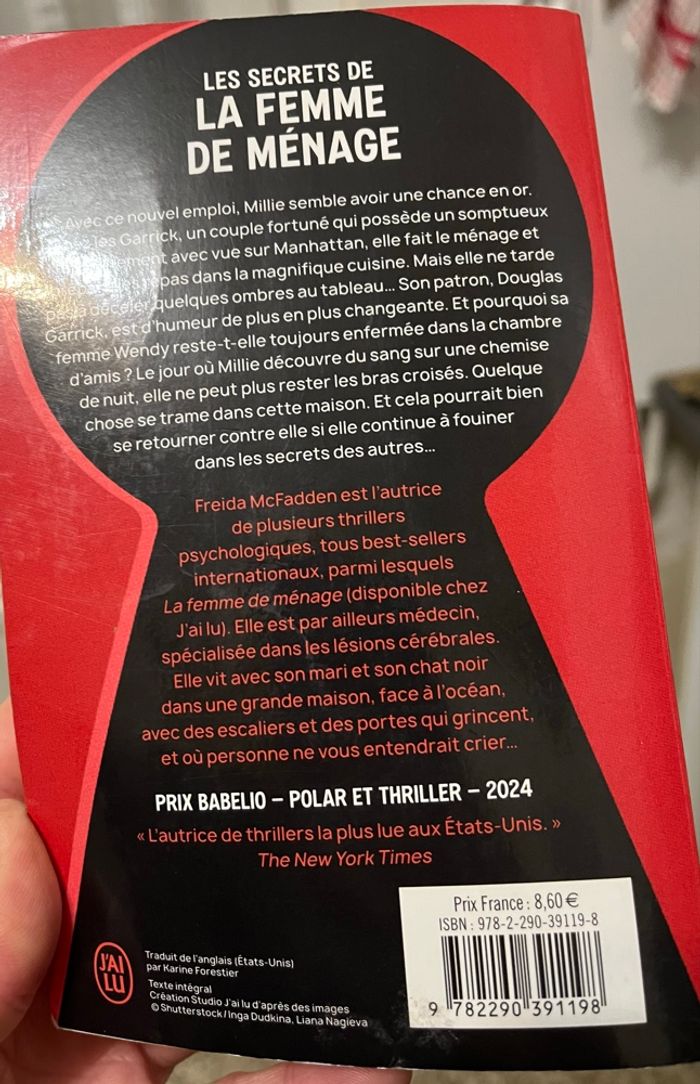 LES SECRETS DE
LA FEMME
DE MÉNAGE
Avec ce nouvel emploi, Millie semble avoir une chance en or.
les Garrick, un couple fortuné qui possède un somptueux
avec vue sur Manhattan, elle fait le ménage et
repas dans la magnifique cuisine. Mais elle ne tarde
pas à déceler quelques ombres au tableau... Son patron, Douglas
Garrick, est d'humeur de plus en plus changeante. Et pourquoi sa
femme Wendy reste-t-elle toujours enfermée dans la chambre
d'amis ? Le jour où Millie découvre du sang sur une chemise
de nuit, elle ne peut plus rester les bras croisés. Quelque
chose se trame dans cette maison. Et cela pourrait bien
se retourner contre elle si elle continue à fouiner
dans les secrets des autres...
Freida McFadden est l'autrice
de plusieurs thrillers
psychologiques, tous best-sellers
internationaux, parmi lesquels
La femme de ménage (disponible chez
J'ai lu). Elle est par ailleurs médecin,
spécialisée dans les lésions cérébrales.
Elle vit avec son mari et son chat noir
dans une grande maison, face à l'océan,
avec des escaliers et des portes qui grincent,
et où personne ne vous entendrait crier...
PRIX BABELIO – POLAR ET THRILLER – 2024
« L'autrice de thrillers la plus lue aux États-Unis. »
The New York Times
Prix France : 8,60 €
ISBN : 978-2-290-39119-8
9 782290 391198
J'AI
LU
Traduit de l'anglais (États-Unis)
par Karine Forestier
Texte intégral
Création Studio J'ai lu d'après des images
© Shutterstock / Inga Dudkina, Liana Nagieva